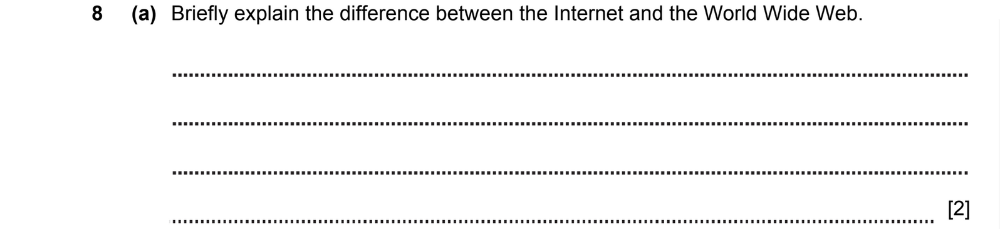 8 (a) Briefly explain the difference between the Internet and the World Wide Web.
[2]